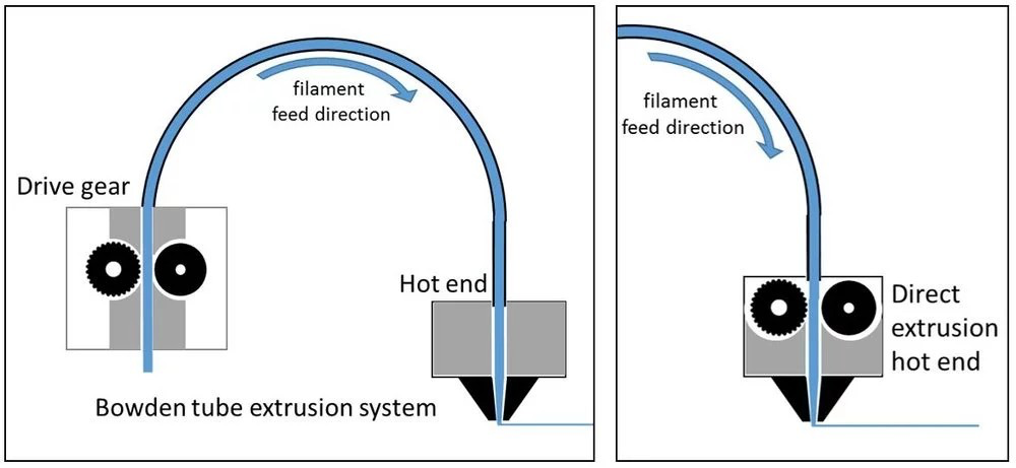 filament
feed direction
Drive gear
Hot end
Bowden tube extrusion system
filament
feed direction
Direct
extrusion
hot end